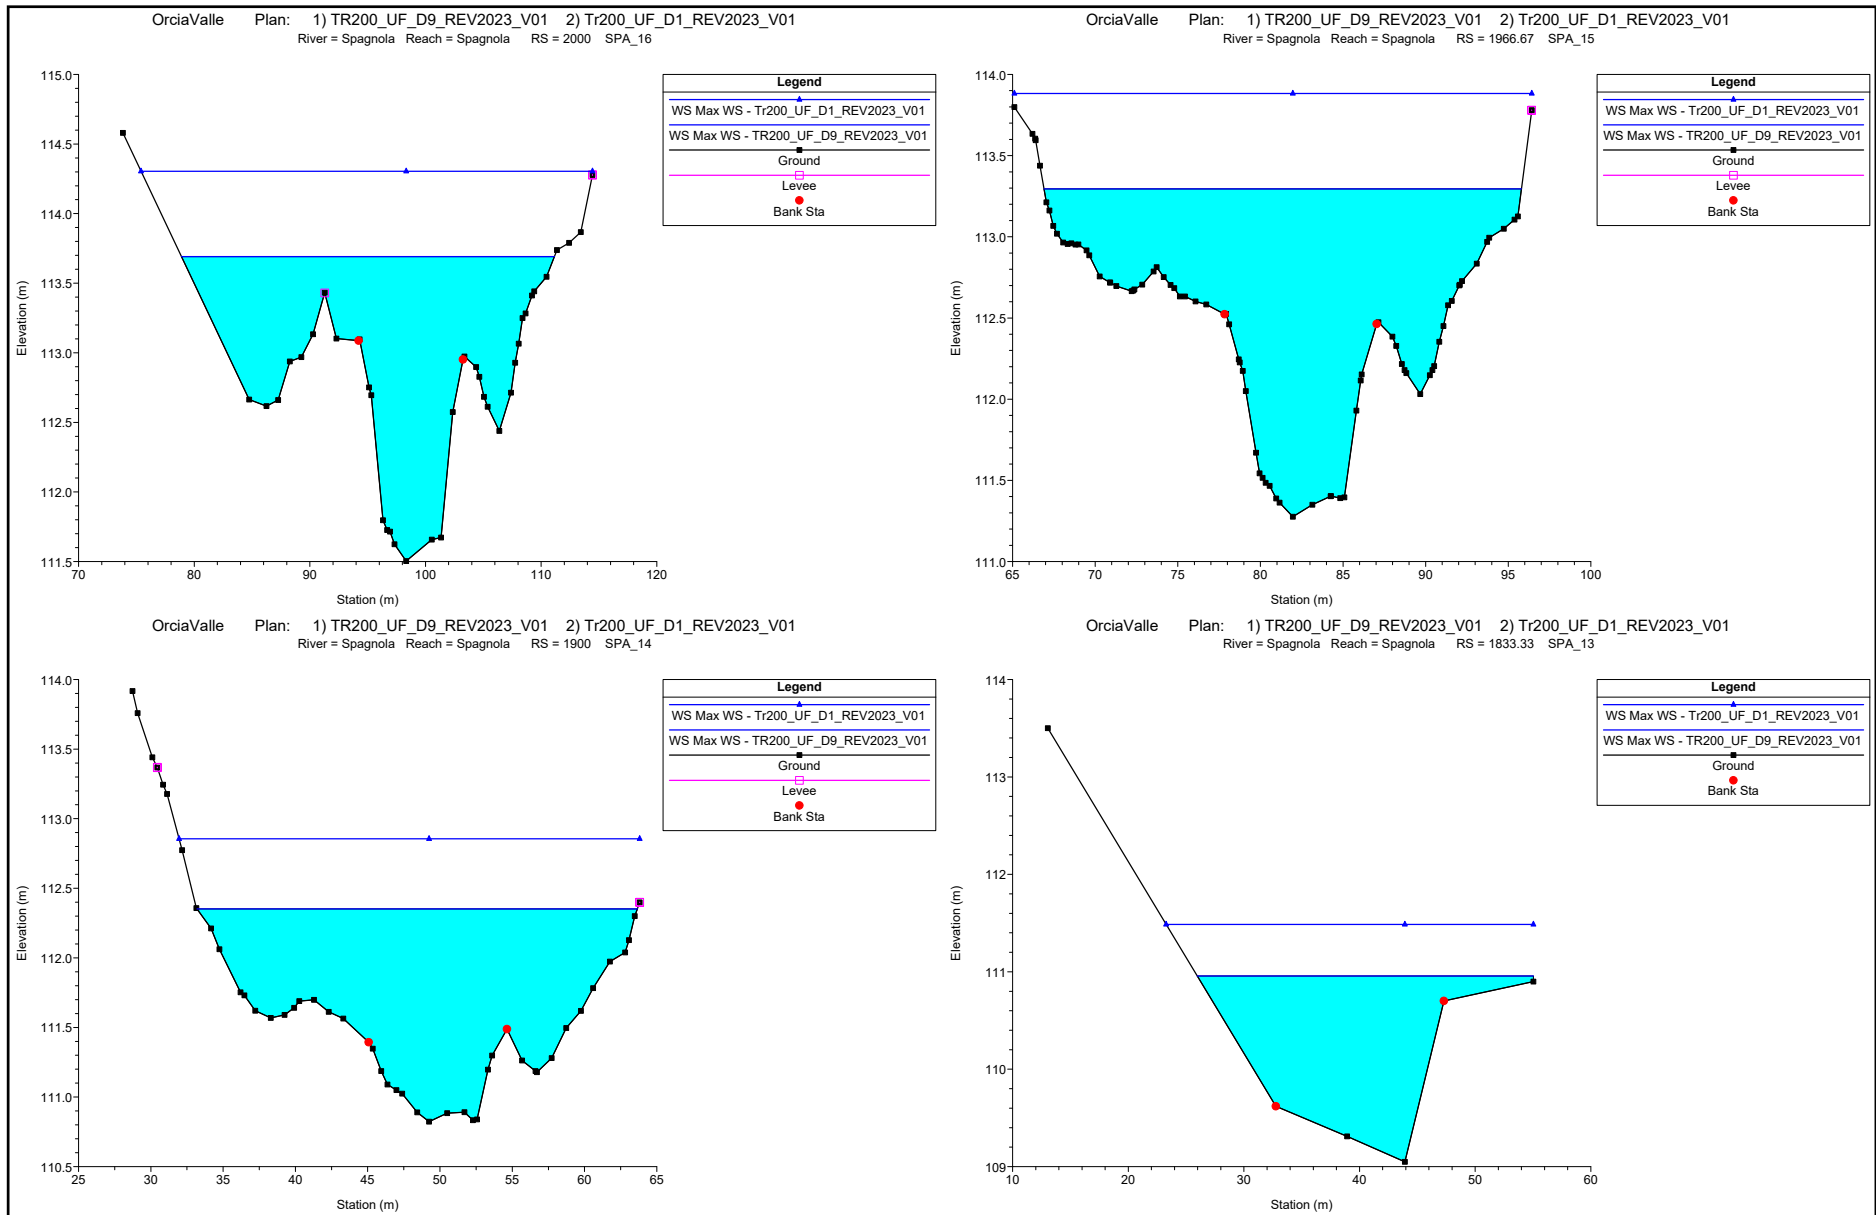 OrciaValle Plan: 1) TR200_UF_D9_REV2023_V01 2) Tr200_UF_D1_REV2023_V01
River = Spagnola Reach = Spagnola RS = 2000 SPA_16
Legend
WS Max WS - Tr200_UF_D1_REV2023_V01
WS Max WS - TR200_UF_D9_REV2023_V01
Ground
Levee
Bank Sta
115.0
114.5
114.0
113.5
113.0
112.5
112.0
111.5
Elevation (m)
70 80 90 100 110 120
Station (m)
OrciaValle Plan: 1) TR200_UF_D9_REV2023_V01 2) Tr200_UF_D1_REV2023_V01
River = Spagnola Reach = Spagnola RS = 1966.67 SPA_15
Legend
WS Max WS - Tr200_UF_D1_REV2023_V01
WS Max WS - TR200_UF_D9_REV2023_V01
Ground
Levee
Bank Sta
114.0
113.5
113.0
112.5
112.0
111.5
111.0
Elevation (m)
65 70 75 80 85 90 95 100
Station (m)
OrciaValle Plan: 1) TR200_UF_D9_REV2023_V01 2) Tr200_UF_D1_REV2023_V01
River = Spagnola Reach = Spagnola RS = 1900 SPA_14
Legend
WS Max WS - Tr200_UF_D1_REV2023_V01
WS Max WS - TR200_UF_D9_REV2023_V01
Ground
Levee
Bank Sta
114.0
113.5
113.0
112.5
112.0
111.5
111.0
110.5
Elevation (m)
25 30 35 40 45 50 55 60 65
Station (m)
OrciaValle Plan: 1) TR200_UF_D9_REV2023_V01 2) Tr200_UF_D1_REV2023_V01
River = Spagnola Reach = Spagnola RS = 1833.33 SPA_13
Legend
WS Max WS - Tr200_UF_D1_REV2023_V01
WS Max WS - TR200_UF_D9_REV2023_V01
Ground
Bank Sta
114
113
112
111
110
109
Elevation (m)
10 20 30 40 50 60
Station (m)